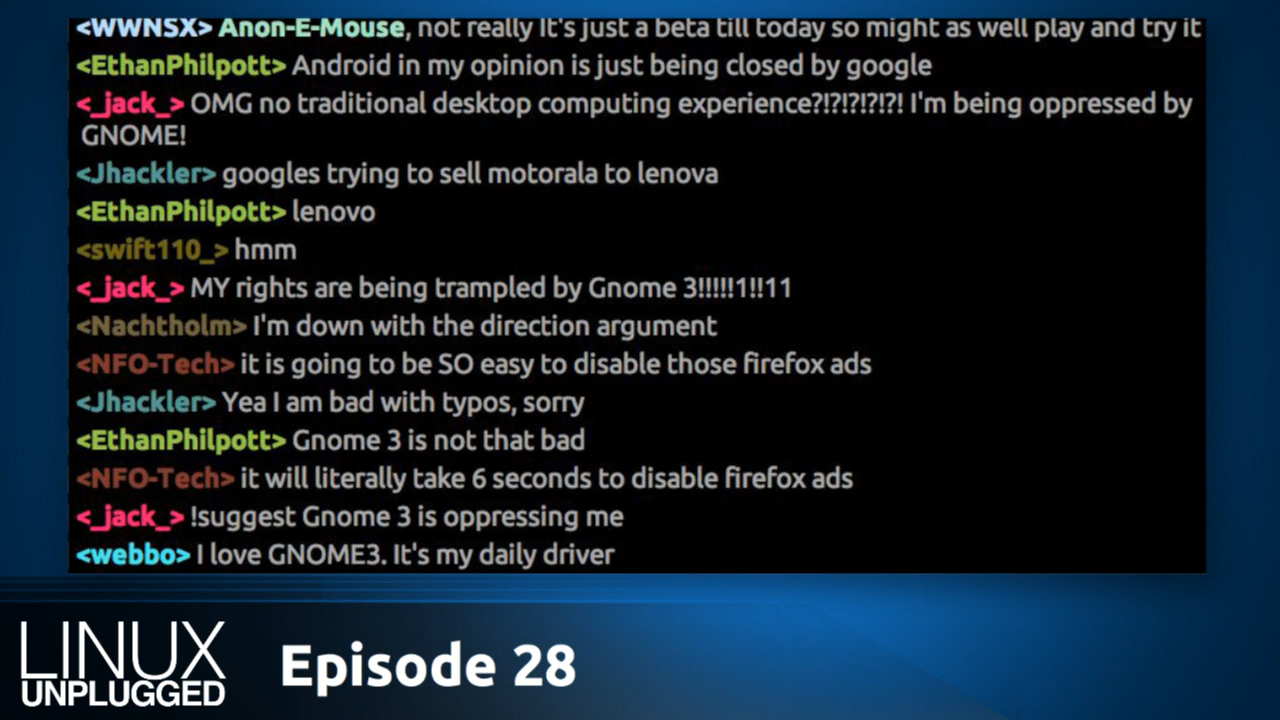 <WWNSX> Anon-E-Mouse, not really It's just a beta till today so might as well play and try it
<EthanPhilpott> Android in my opinion is just being closed by google
<_jack_> OMG no traditional desktop computing experience?!?!?!?!?! I'm being oppressed by
GNOME!
<Jhackler> googles trying to sell motorala to lenova
<EthanPhilpott> lenovo
<swift110_> hmm
<_jack_> MY rights are being trampled by Gnome 3!!!!!1!!11
<Nachtholm> I'm down with the direction argument
<NFO-Tech> it is going to be SO easy to disable those firefox ads
<Jhackler> Yea I am bad with typos, sorry
<EthanPhilpott> Gnome 3 is not that bad
<NFO-Tech> it will literally take 6 seconds to disable firefox ads
<_jack_> !suggest Gnome 3 is oppressing me
<webbo> I love GNOME3. It's my daily driver
LINUX
UNPLUGGED
Episode 28